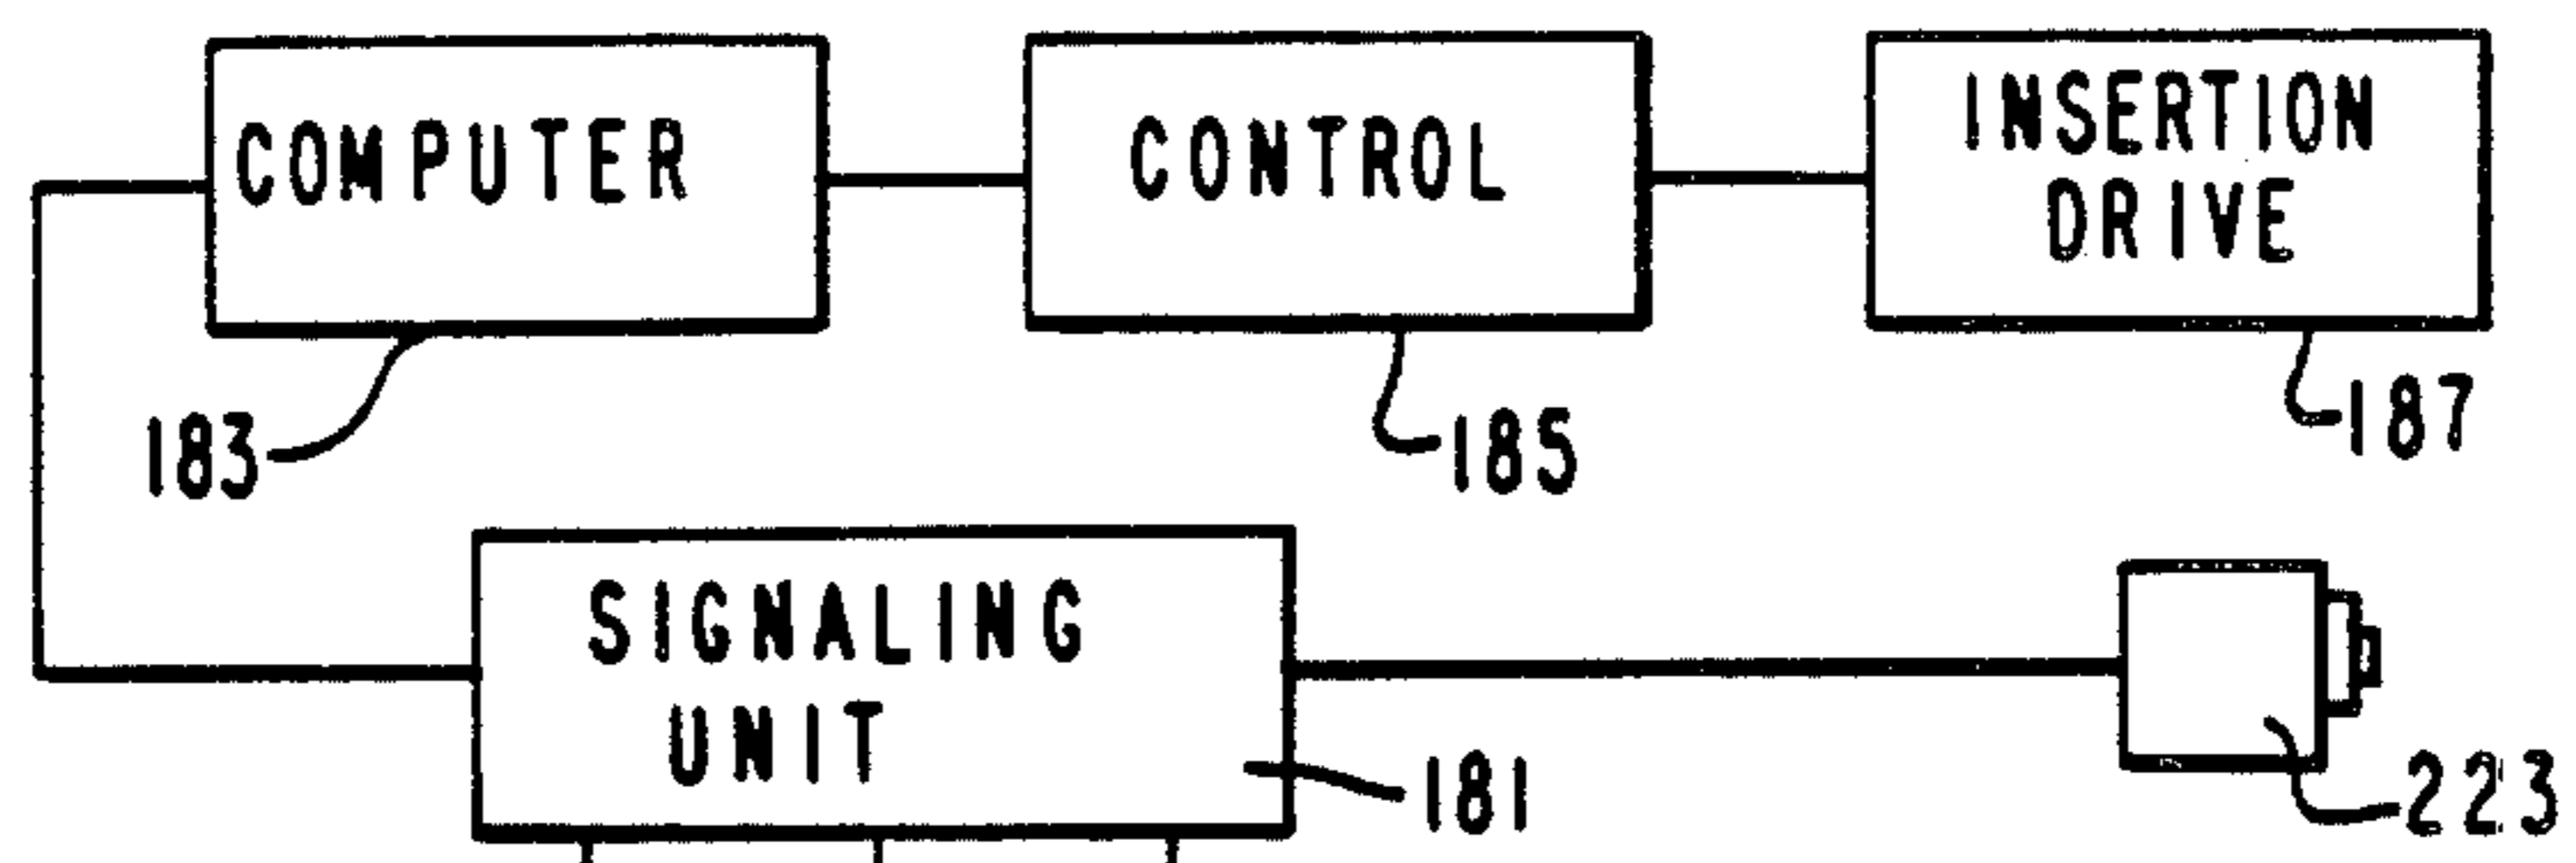 COMPUTER
CONTROL
INSERTION
DRIVE
183
185
187
SIGNALING
UNIT
181
223